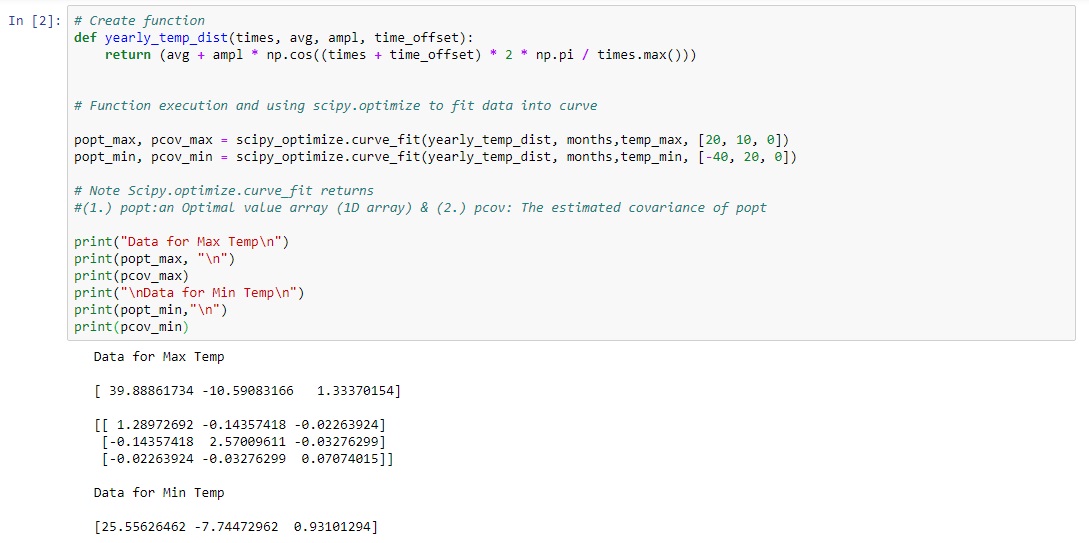 In [2]:
# Create function
def yearly_temp_dist(times, avg, ampl, time_offset):
    return (avg + ampl * np.cos((times + time_offset) * 2 * np.pi / times.max()))
# Function execution and using scipy.optimize to fit data into curve
popt_max, pcov_max = scipy_optimize.curve_fit(yearly_temp_dist, months,temp_max, [20, 10, 0])
popt_min, pcov_min = scipy_optimize.curve_fit(yearly_temp_dist, months,temp_min, [-40, 20, 0])
# Note Scipy.optimize.curve_fit returns
#(1.) popt:an Optimal value array (1D array) & (2.) pcov: The estimated covariance of popt
print("Data for Max Temp\n")
print(popt_max, "\n")
print(pcov_max)
print("\nData for Min Temp\n")
print(popt_min,"\n")
print(pcov_min)
Data for Max Temp
[ 39.88861734 -10.59083166   1.33370154]
[[ 1.28972692 -0.14357418 -0.02263924]
 [-0.14357418  2.57009611 -0.03276299]
 [-0.02263924 -0.03276299  0.07074015]]
Data for Min Temp
[25.55626462 -7.74472962  0.93101294]